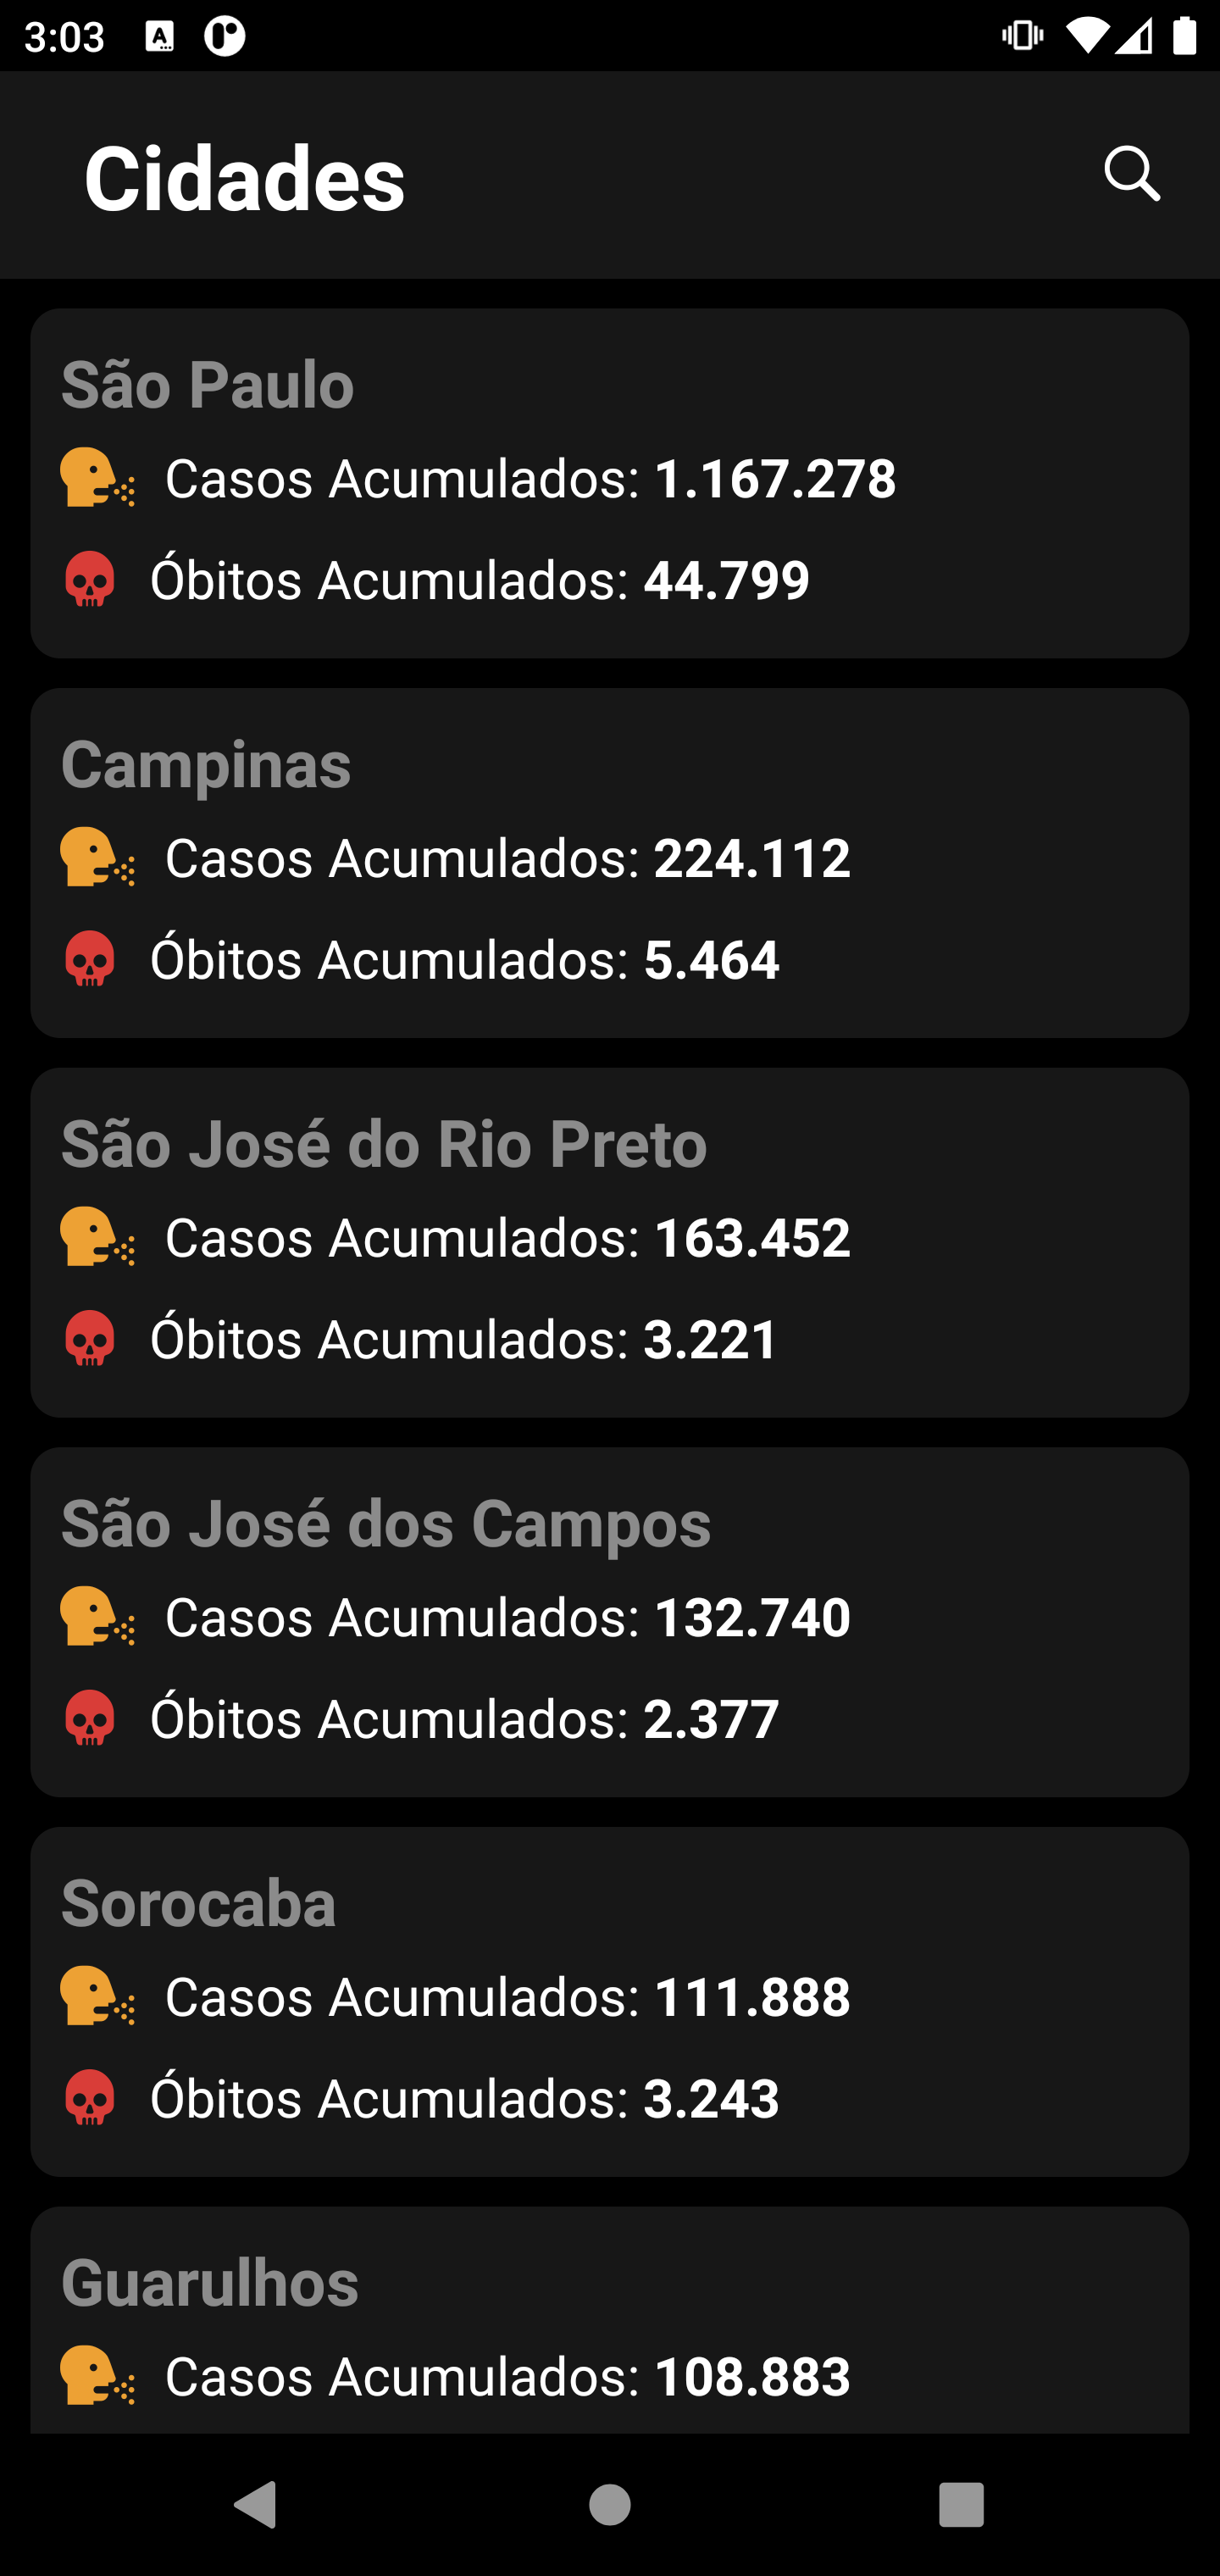 3:03
Cidades
São Paulo
Casos Acumulados: 1.167.278
Óbitos Acumulados: 44.799
Campinas
Casos Acumulados: 224.112
Óbitos Acumulados: 5.464
São José do Rio Preto
Casos Acumulados: 163.452
Óbitos Acumulados: 3.221
São José dos Campos
Casos Acumulados: 132.740
Óbitos Acumulados: 2.377
Sorocaba
Casos Acumulados: 111.888
Óbitos Acumulados: 3.243
Guarulhos
Casos Acumulados: 108.883